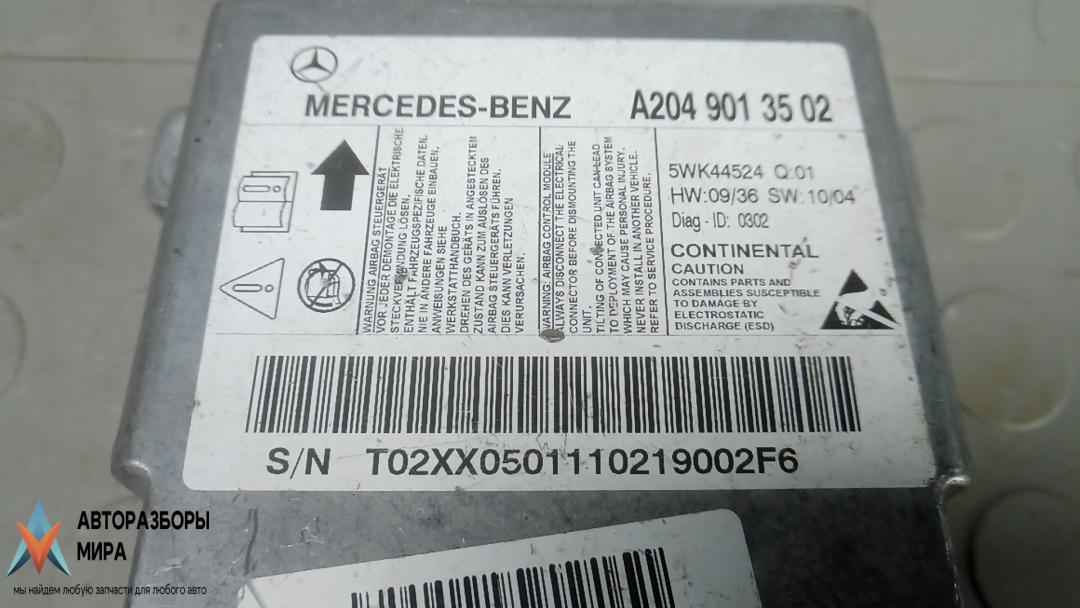 MERCEDES-BENZ
A204 901 35 02
WARNUNG AIRBAG STEUERGERÄT
VOR JEDER DEMONTAGE DIE ELEKTRISCHE
STECKVERBINDUNG LÖSEN.
ENTHÄLT FAHRZEUGSPEZIFISCHE DATEN.
NIE IN ANDERE FAHRZEUGE EINBAUEN.
ANWEISUNGEN SIEHE
WERKSTATTHANDBUCH.
DREHEN DES GERÄTS IN ANGESTECKTEM
ZUSTAND KANN ZUM AUSLÖSEN DES
AIRBAG STEUERGERÄTS FÜHREN.
DIES KANN VERLETZUNGEN
VERURSACHEN.
WARNING: AIRBAG CONTROL MODULE
ALWAYS DISCONNECT THE ELECTRICAL
CONNECTOR BEFORE DISMOUNTING THE
UNIT.
TILTING OF CONNECTED UNIT CAN LEAD
TO DEPLOYMENT OF THE AIRBAG SYSTEM
WHICH MAY CAUSE PERSONAL INJURY.
NEVER INSTALL IN ANOTHER VEHICLE.
REFER TO SERVICE PROCEDURE.
5WK44524 Q:01
HW:09/36 SW:10/04
Diag - ID: 0302
CONTINENTAL
CAUTION
CONTAINS PARTS AND
ASSEMBLIES SUSCEPTIBLE
TO DAMAGE BY
ELECTROSTATIC
DISCHARGE (ESD)
S/N T02XX0501110219002F6
АВТОРАЗБОРЫ
МИРА
мы найдем любую запчасти для любого авто